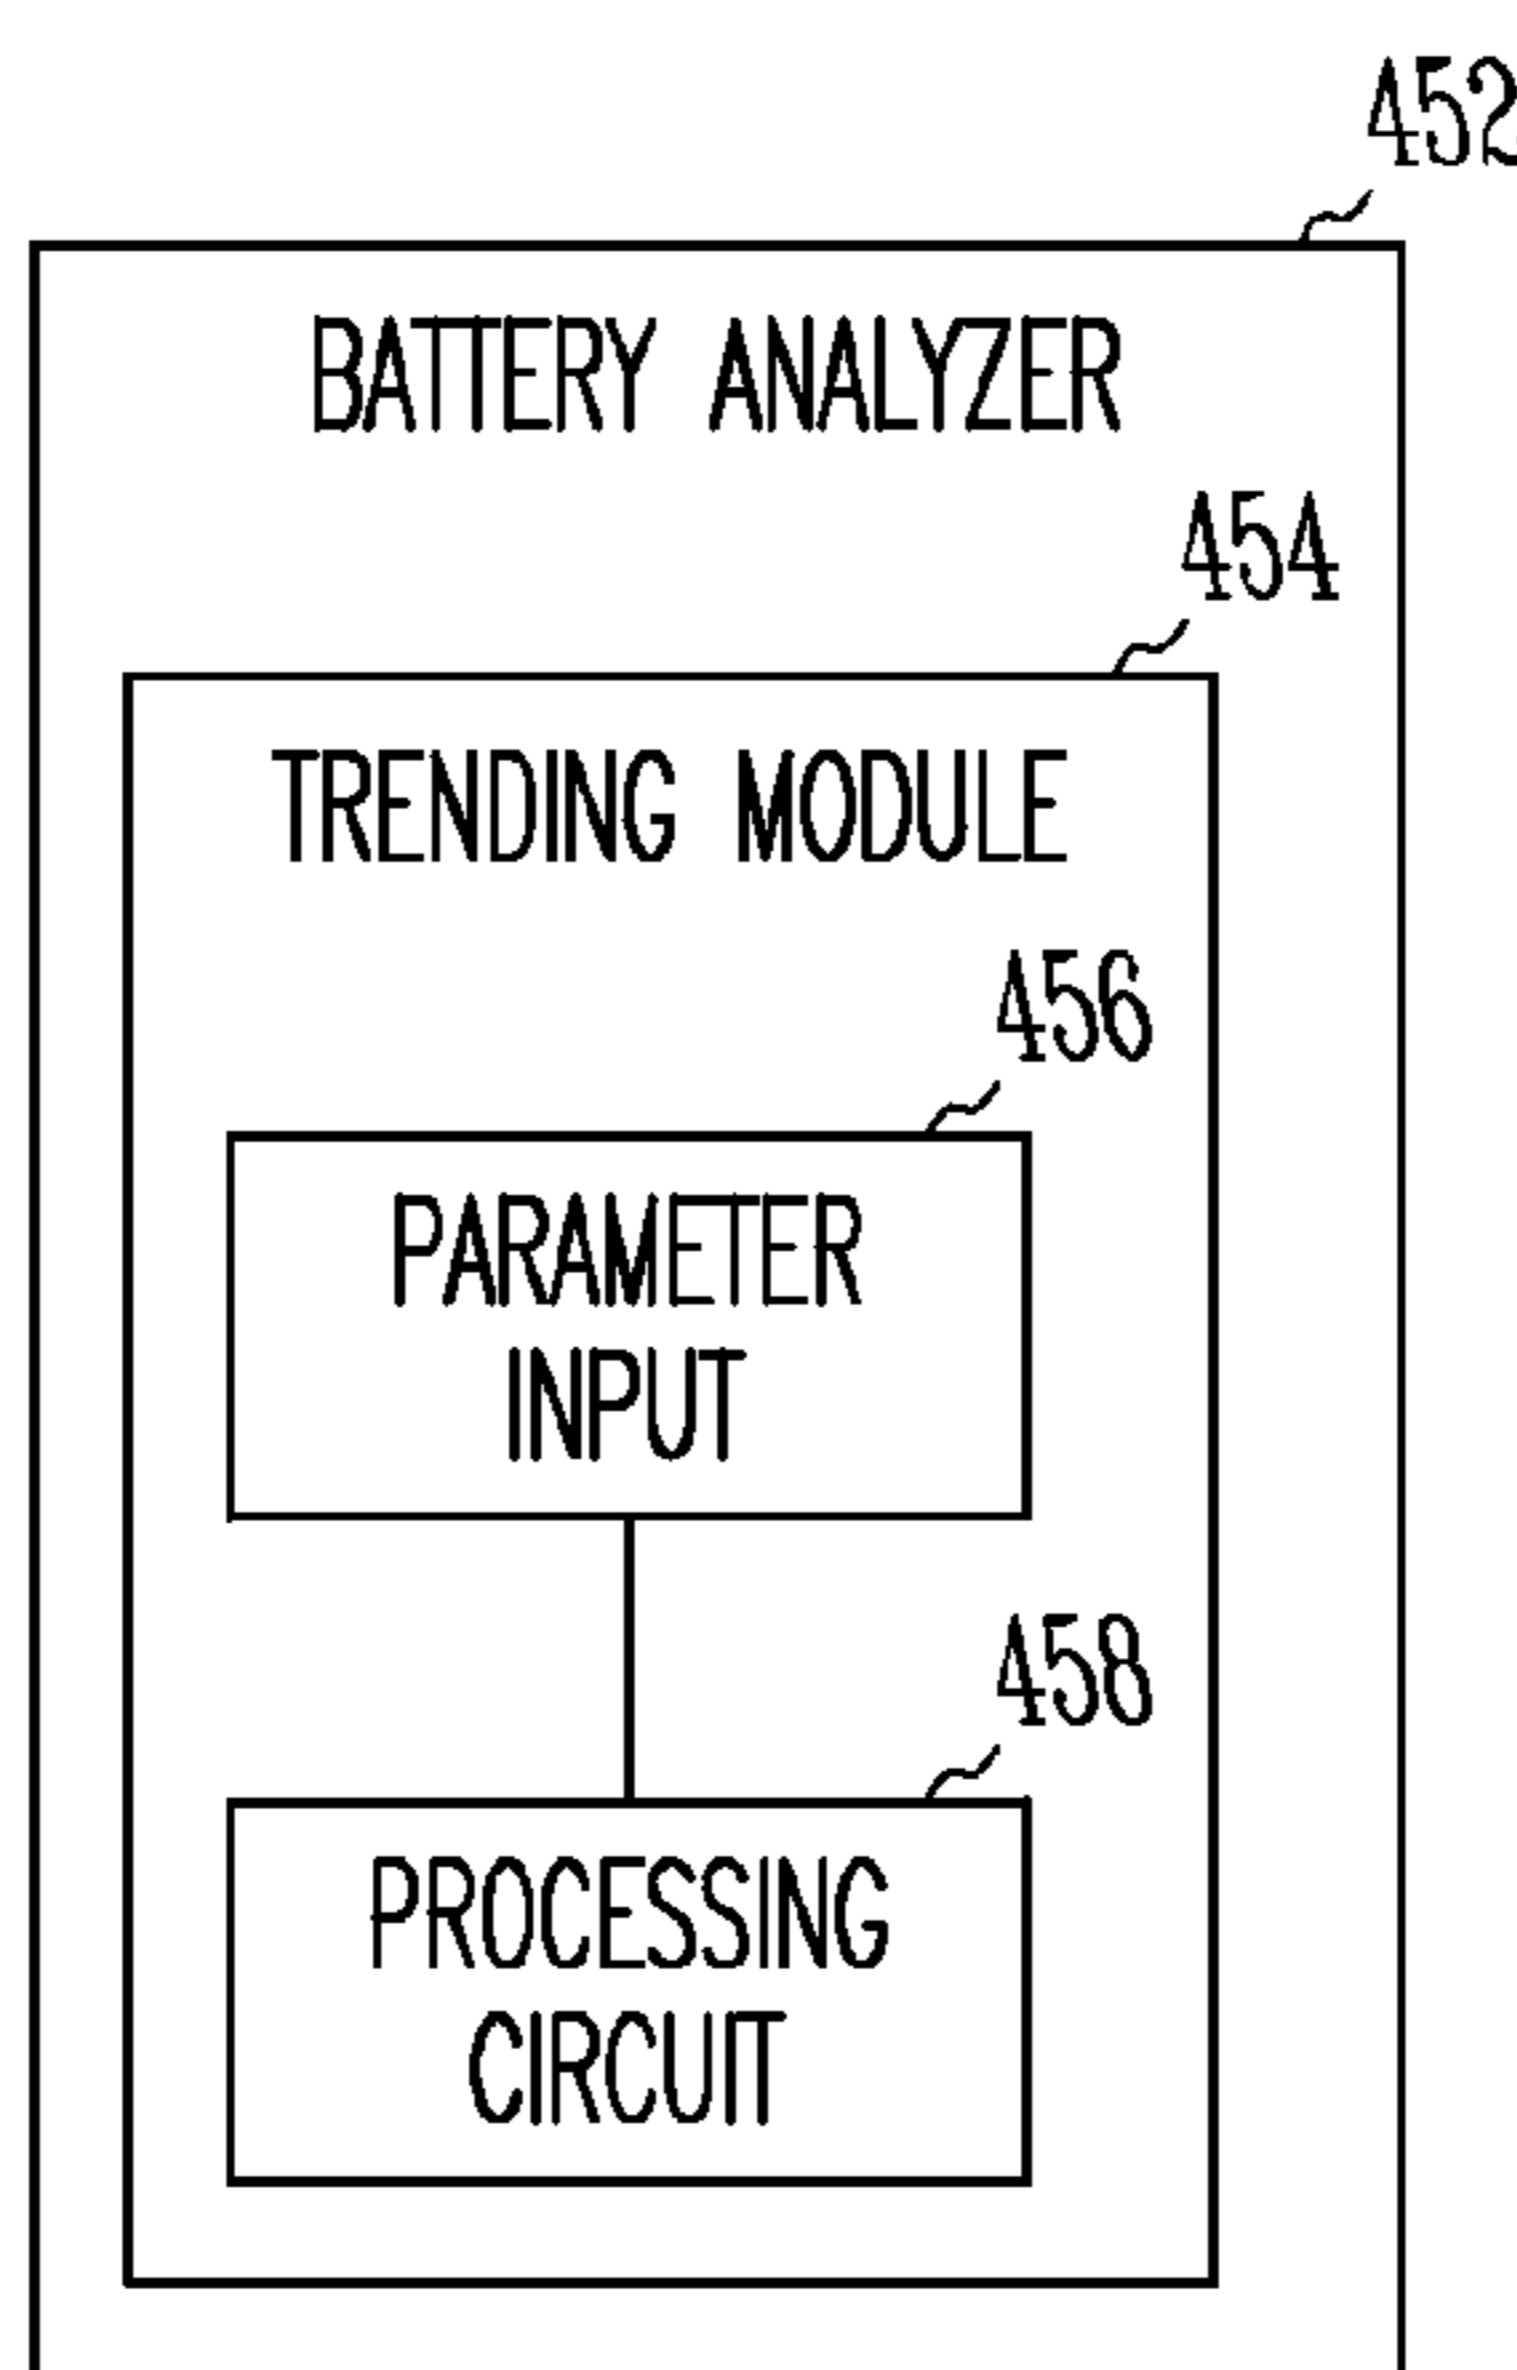 452
BATTERY ANALYZER
454
TRENDING MODULE
456
PARAMETER
INPUT
458
PROCESSING
CIRCUIT